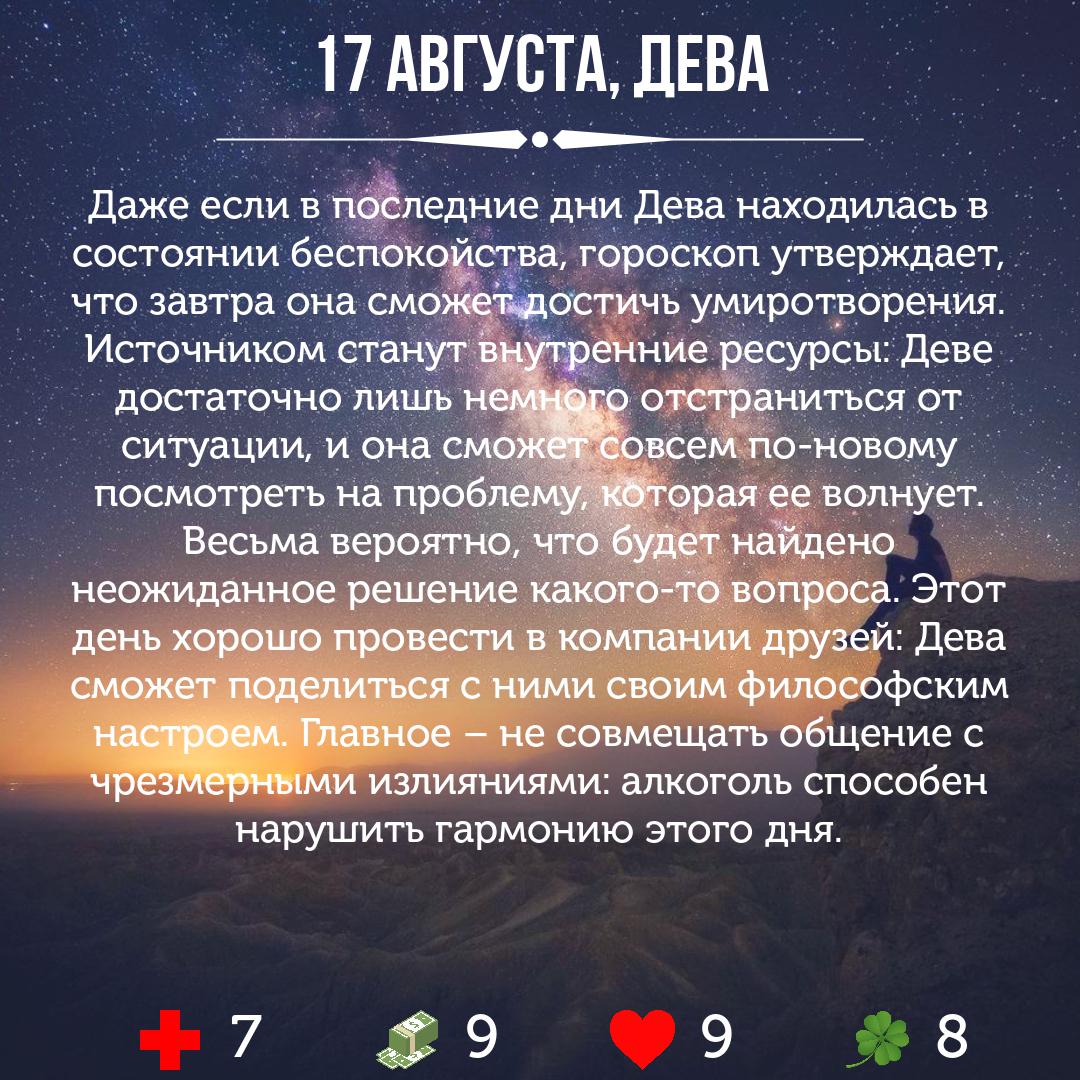 17 АВГУСТА, ДЕВА
Даже если в последние дни Дева находилась в
состоянии беспокойства, гороскоп утверждает,
что завтра она сможет достичь умиротворения.
Источником станут внутренние ресурсы: Деве
достаточно лишь немного отстраниться от
ситуации, и она сможет совсем по-новому
посмотреть на проблему, которая ее волнует.
Весьма вероятно, что будет найдено
неожиданное решение какого-то вопроса. Этот
день хорошо провести в компании друзей: Дева
сможет поделиться с ними своим философским
настроем. Главное – не совмещать общение с
чрезмерными излияниями: алкоголь способен
нарушить гармонию этого дня.
7 9 9 8